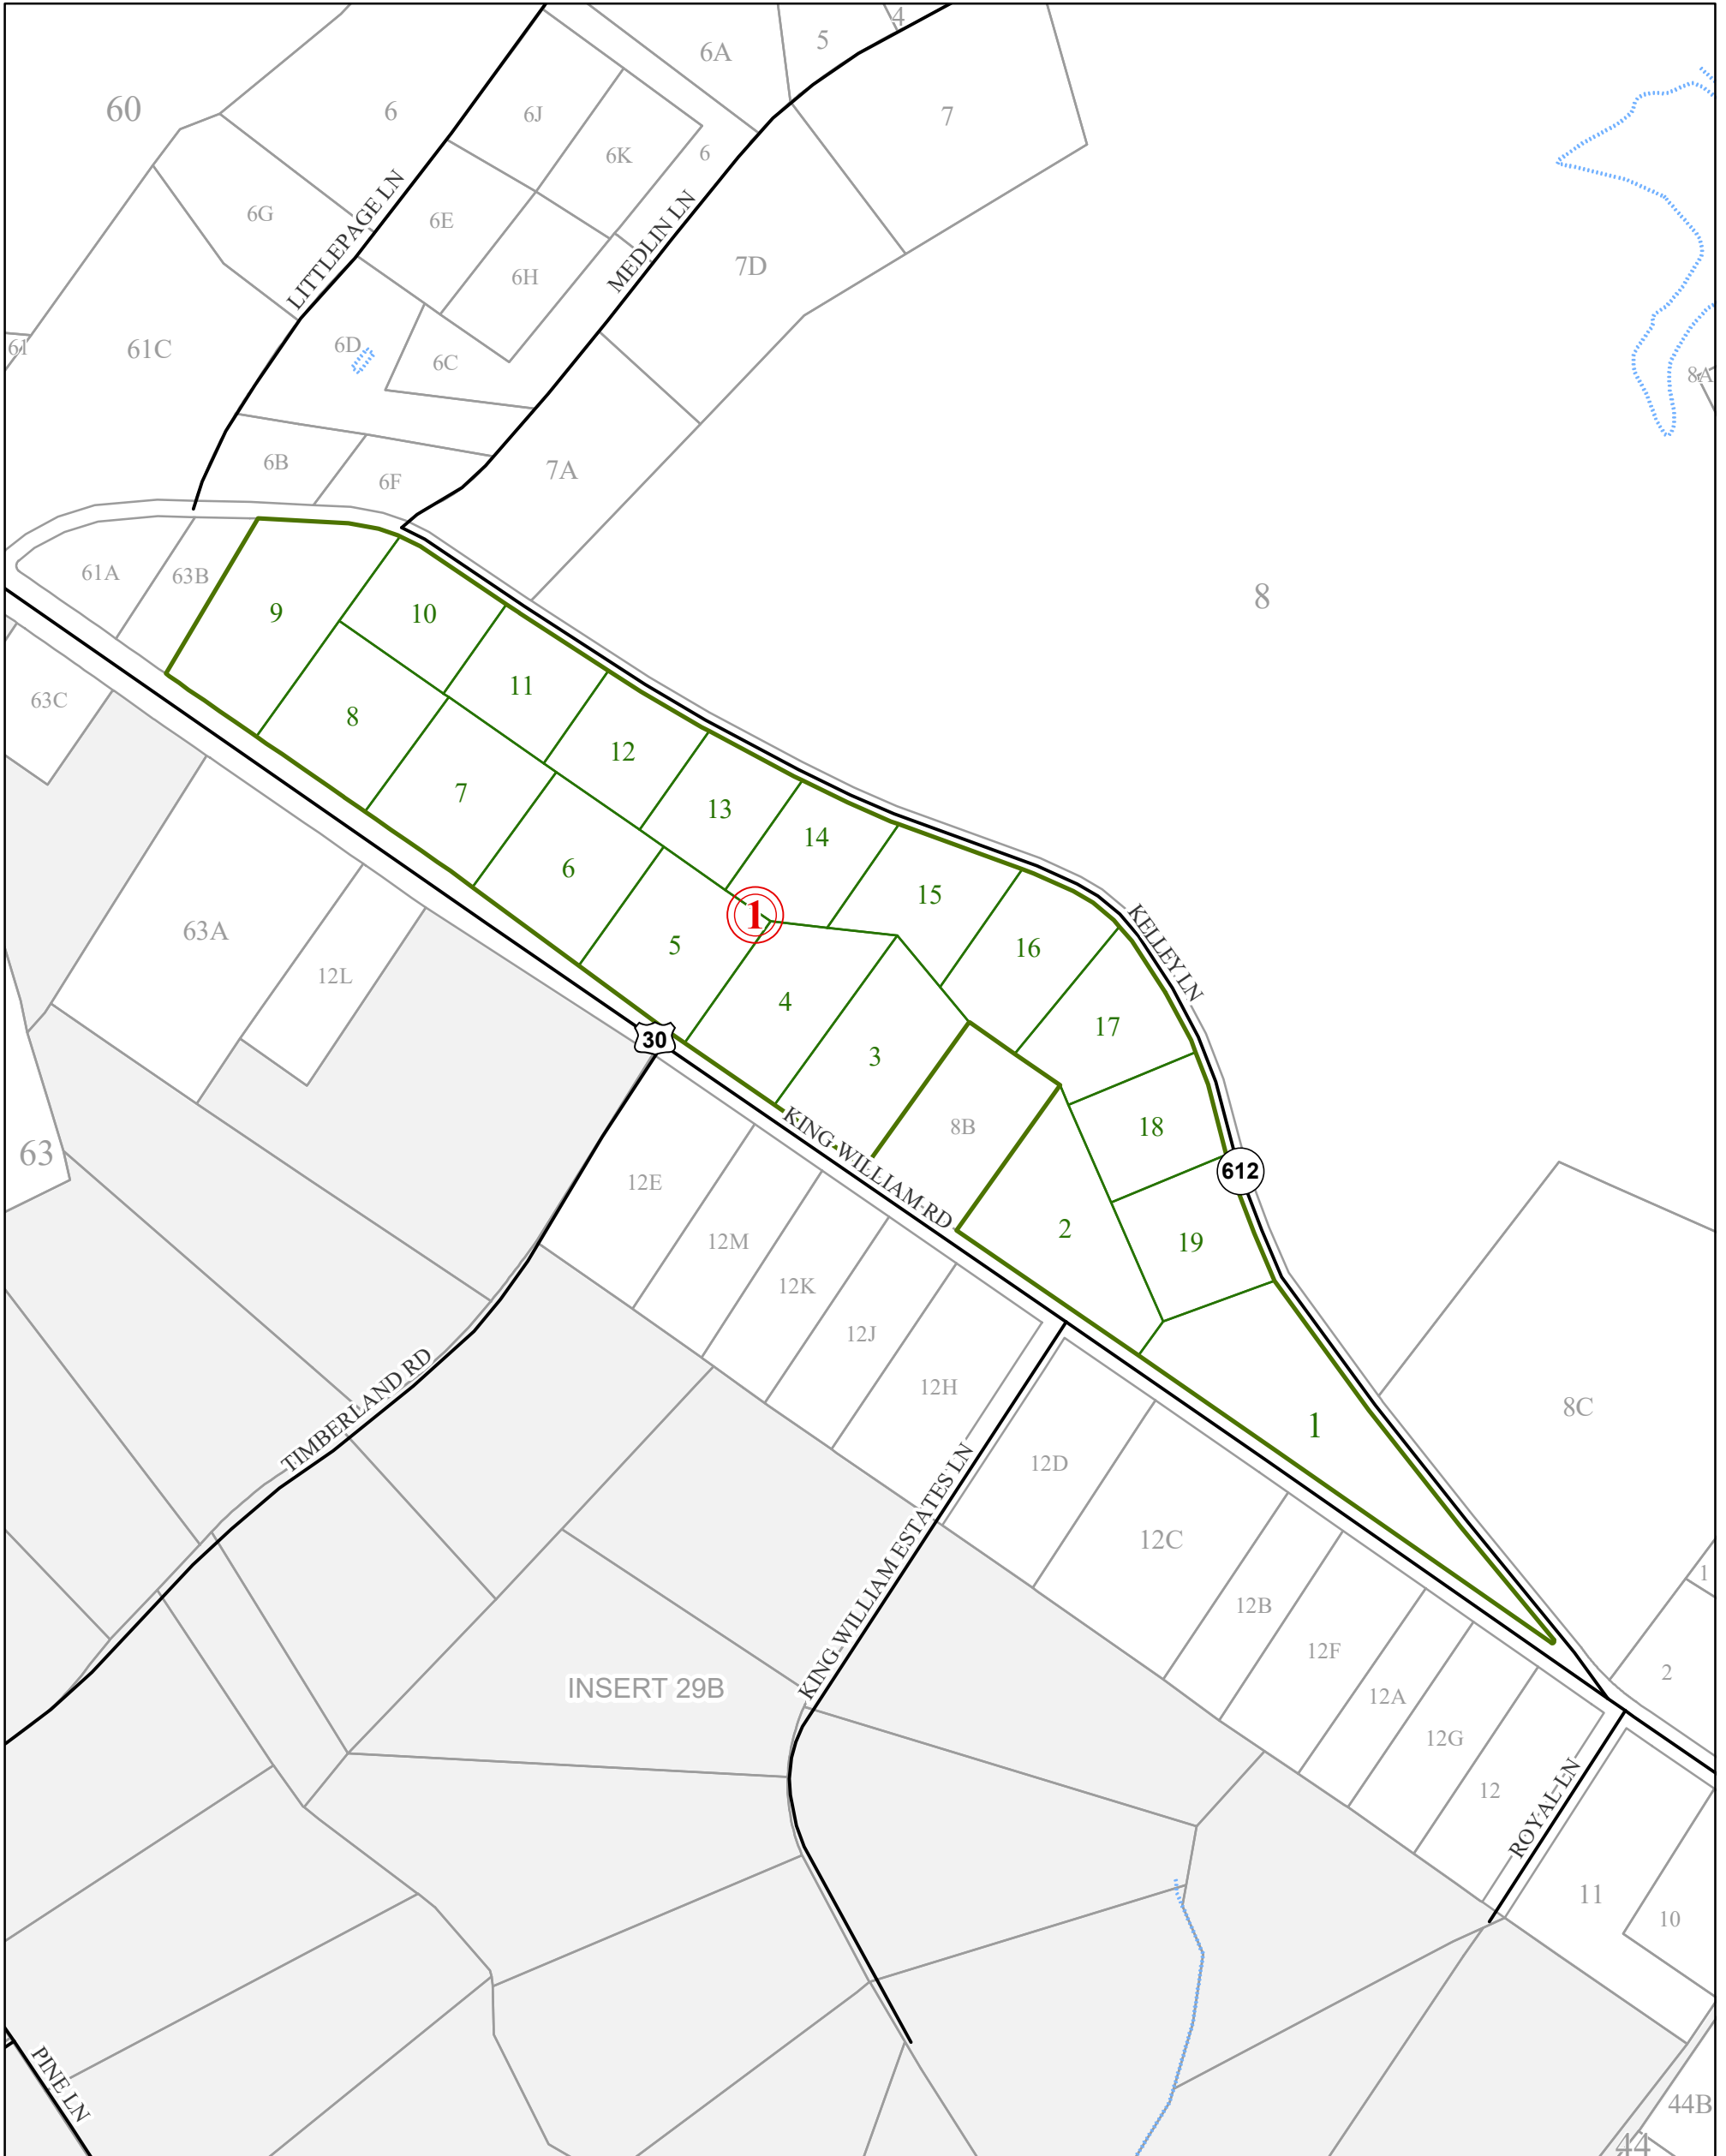 4
5
6A
60
6
6J
7
6K
6
6G
6E
LITTLEPAGE LN
MEDLIN LN
7D
6H
61
61C
6D
6C
8A
6B
6F
7A
61A
63B
8
9
10
63C
11
8
12
7
13
14
6
15
1
63A
5
16
KELLEY LN
12L
4
17
30
3
KING WILLIAM RD
8B
18
63
612
12E
2
19
12M
12K
12J
TIMBERLAND RD
12H
8C
1
12D
KING WILLIAM ESTATES LN
12C
1
12B
12F
2
INSERT 29B
12A
12G
12
ROYAL LN
11
10
PINE LN
44B
44